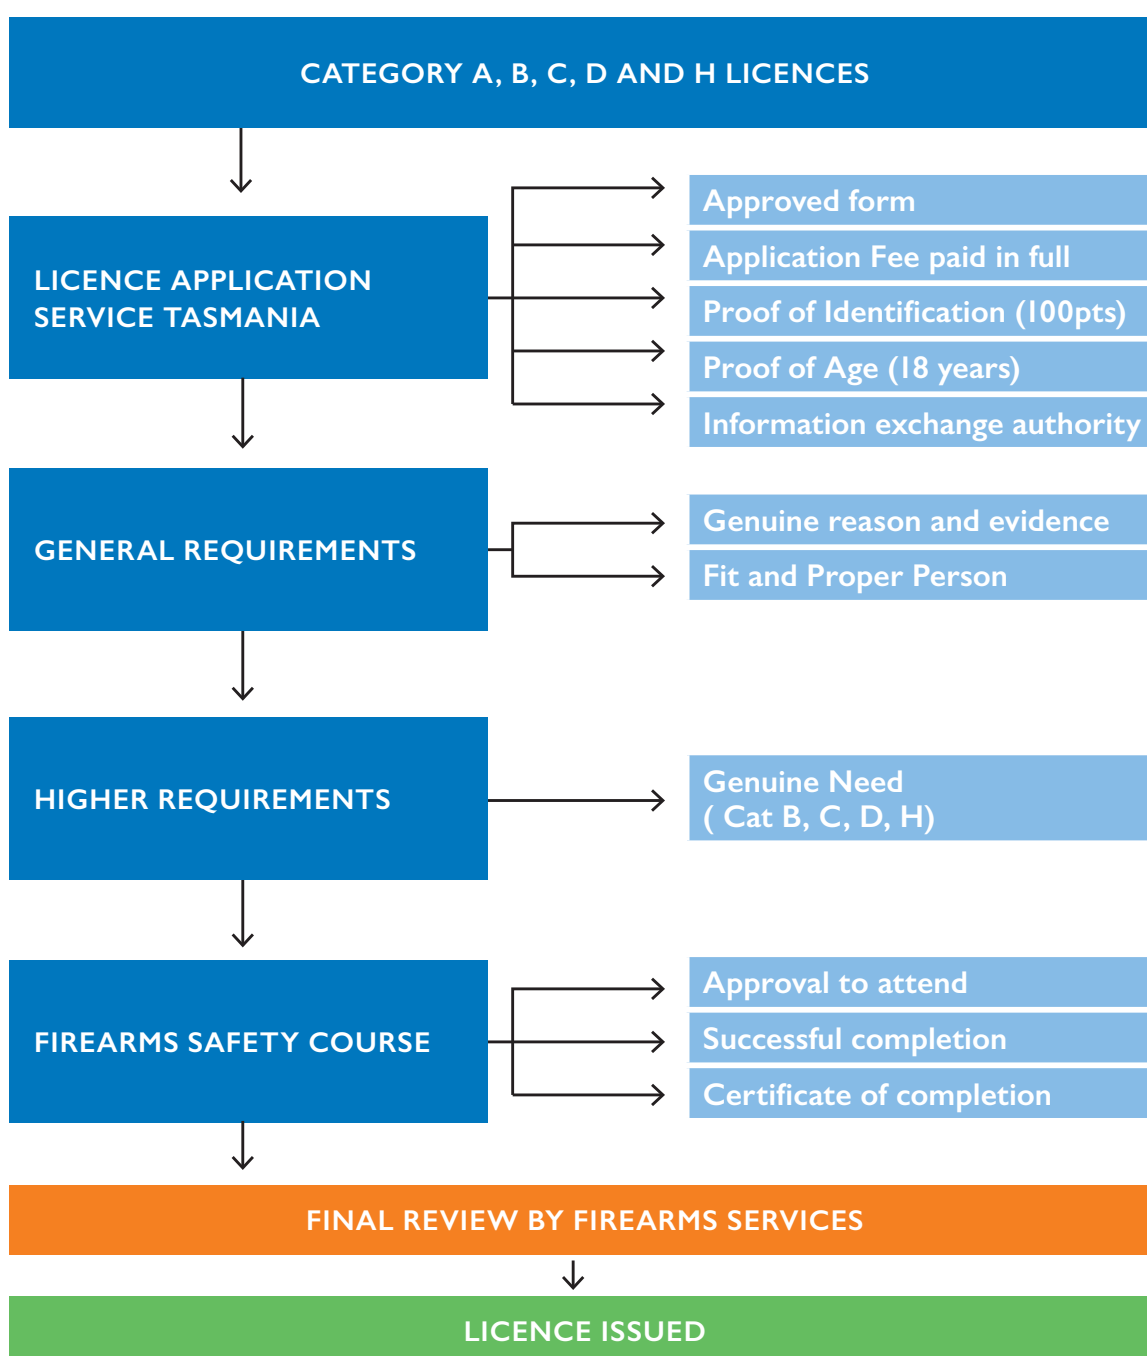 CATEGORY A, B, C, D AND H LICENCES
LICENCE APPLICATION
SERVICE TASMANIA
Approved form
Application Fee paid in full
Proof of Identification (100pts)
Proof of Age (18 years)
Information exchange authority
GENERAL REQUIREMENTS
Genuine reason and evidence
Fit and Proper Person
HIGHER REQUIREMENTS
Genuine Need
( Cat B, C, D, H)
FIREARMS SAFETY COURSE
Approval to attend
Successful completion
Certificate of completion
FINAL REVIEW BY FIREARMS SERVICES
LICENCE ISSUED